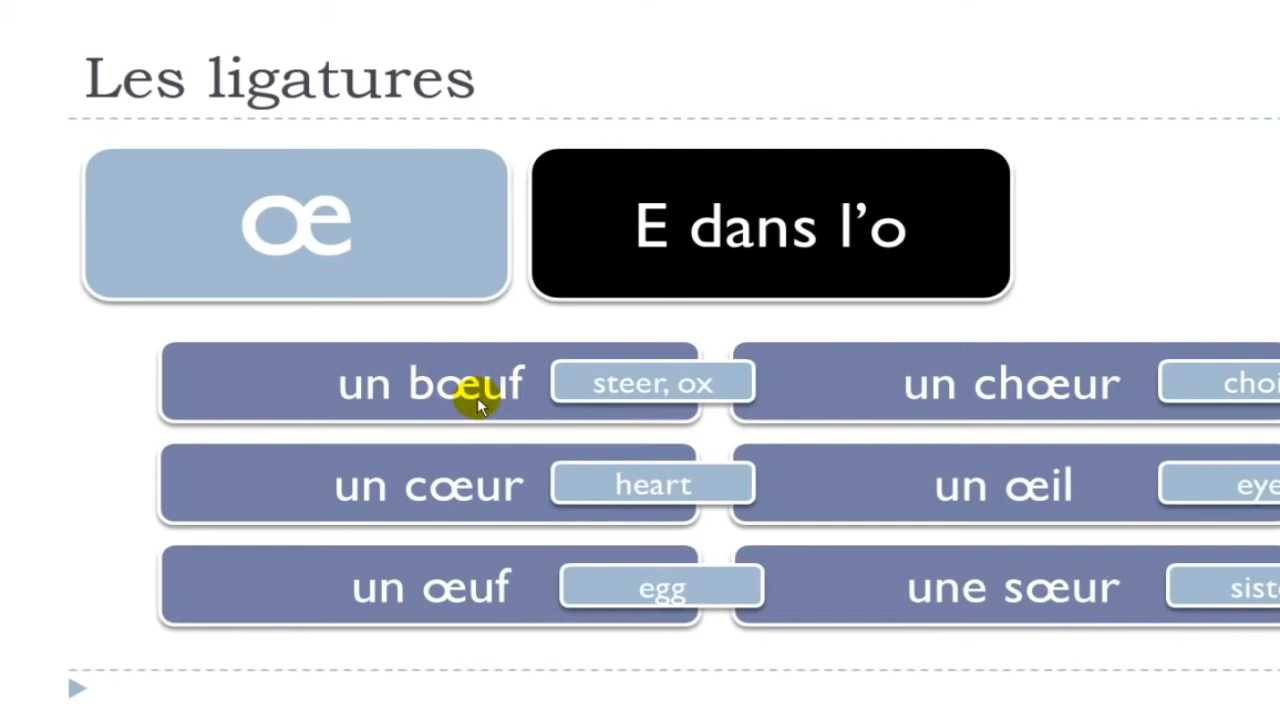 Les ligatures
œ
E dans l’o
un bœuf
steer, ox
un chœur
un cœur
heart
un œil
eye
un œuf
egg
une sœur